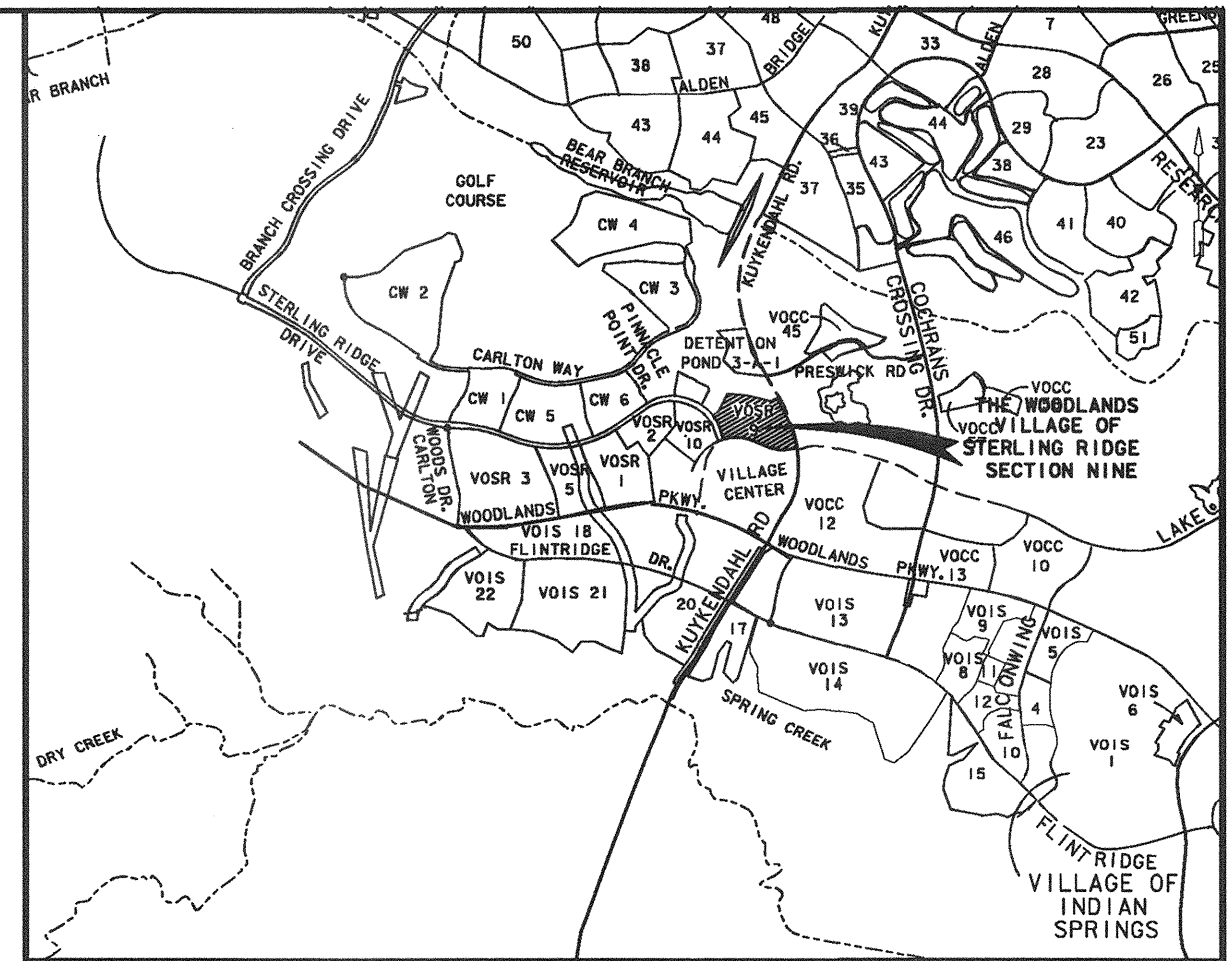 48
50
37
38
ALDEN
BRIDGE
33
ALDEN
7
28
26
25
R BRANCH
BRANCH CROSSING DRIVE
43
44
45
39
36
44
29
23
38
43
BEAR BRANCH
RESERVOIR
KUYKENDAHL RD.
37
35
RESEARCH
GOLF
COURSE
CW 4
46
41
40
CW 2
CW 3
42
51
STERLING RIDGE
DRIVE
PINNACLE
POINT DR.
VOCC
45
COCHRANS
CROSSING DR.
DETENTION
POND 3-A-1
PRESWICK RD
CARLTON WAY
CW 1
CW 5
CW 6
VOSR
2
VOSR
10
VOSR
9
VOCC
VOCC
THE WOODLANDS
VILLAGE OF
STERLING RIDGE
SECTION NINE
WOODS DR.
CARLTON
VOSR 3
VOSR
5
VOSR
1
VILLAGE
CENTER
WOODLANDS
PKWY.
VOCC
12
LAKE
VOIS 18
FLINTRIDGE
DR.
KUYKENDAHL RD
WOODLANDS
PKWY.
VOCC
13
VOCC
10
VOIS
22
VOIS 21
20
17
VOIS
13
VOIS
9
VOIS
5
VOIS
8
11
FALCONWING
VOIS
14
12
4
10
VOIS
6
VOIS
1
15
SPRING CREEK
DRY CREEK
FLINTRIDGE
VILLAGE OF
INDIAN
SPRINGS